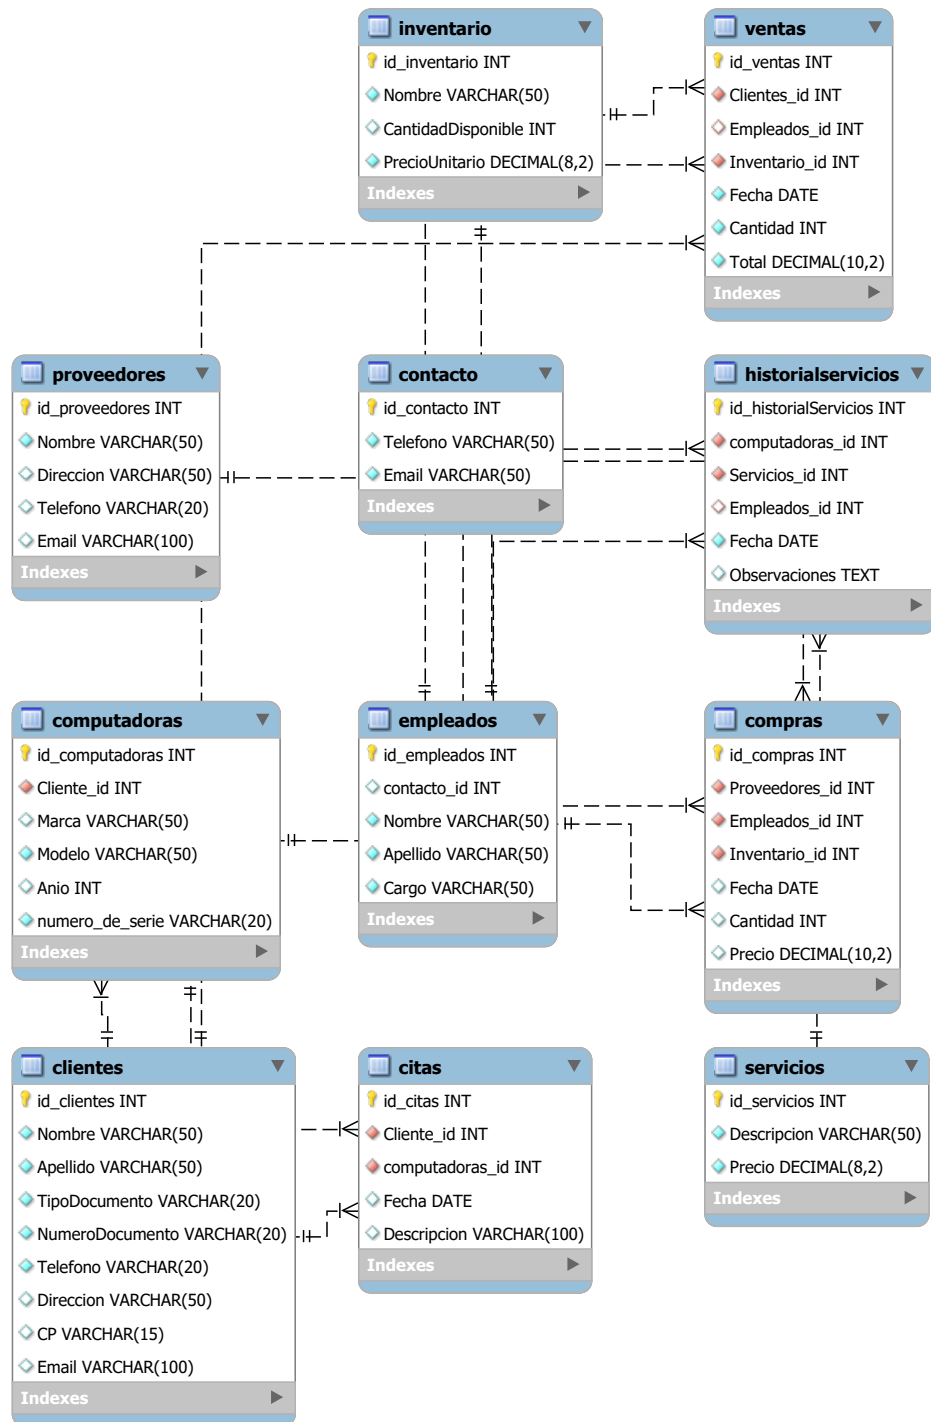 inventario
id_inventario INT
Nombre VARCHAR(50)
CantidadDisponible INT
PrecioUnitario DECIMAL(8,2)
Indexes
ventas
id_ventas INT
Clientes_id INT
Empleados_id INT
Inventario_id INT
Fecha DATE
Cantidad INT
Total DECIMAL(10,2)
Indexes
proveedores
id_proveedores INT
Nombre VARCHAR(50)
Direccion VARCHAR(50)
Telefono VARCHAR(20)
Email VARCHAR(100)
Indexes
contacto
id_contacto INT
Telefono VARCHAR(50)
Email VARCHAR(50)
Indexes
historialservicios
id_historialServicios INT
computadoras_id INT
Servicios_id INT
Empleados_id INT
Fecha DATE
Observaciones TEXT
Indexes
computadoras
id_computadoras INT
Cliente_id INT
Marca VARCHAR(50)
Modelo VARCHAR(50)
Anio INT
numero_de_serie VARCHAR(20)
Indexes
empleados
id_empleados INT
contacto_id INT
Nombre VARCHAR(50)
Apellido VARCHAR(50)
Cargo VARCHAR(50)
Indexes
compras
id_compras INT
Proveedores_id INT
Empleados_id INT
Inventario_id INT
Fecha DATE
Cantidad INT
Precio DECIMAL(10,2)
Indexes
clientes
id_clientes INT
Nombre VARCHAR(50)
Apellido VARCHAR(50)
TipoDocumento VARCHAR(20)
NumeroDocumento VARCHAR(20)
Telefono VARCHAR(20)
Direccion VARCHAR(50)
CP VARCHAR(15)
Email VARCHAR(100)
Indexes
citas
id_citas INT
Cliente_id INT
computadoras_id INT
Fecha DATE
Descripcion VARCHAR(100)
Indexes
servicios
id_servicios INT
Descripcion VARCHAR(50)
Precio DECIMAL(8,2)
Indexes